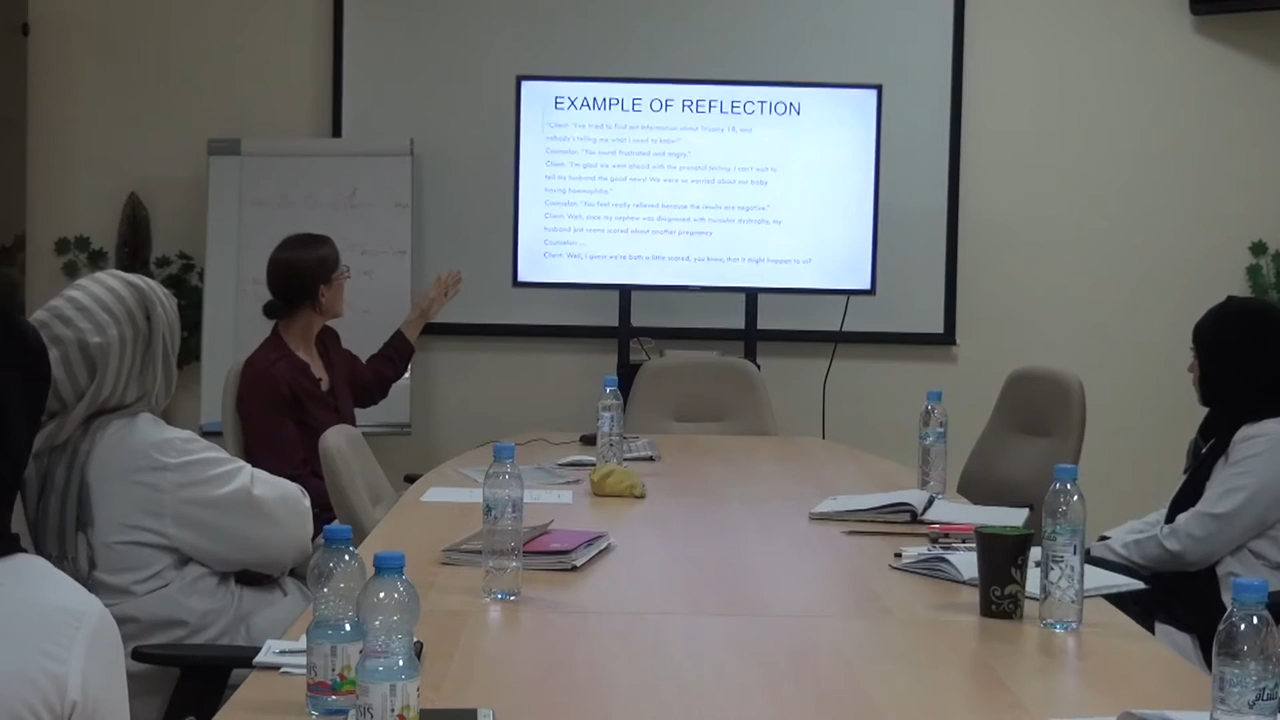 EXAMPLE OF REFLECTION
"Client: "I've tried to find out information about Trisomy 18, and
nobody's telling me what I need to know!"
Counselor: "You sound frustrated and angry."
Client: "I'm glad we went ahead with the prenatal testing. I can't wait to
tell my husband the good news! We were so worried about our baby
having haemophilia."
Counselor: "You feel really relieved because the results are negative."
Client: Well, since my nephew was diagnosed with muscular dystrophy, my
husband just seems scared about another pregnancy
Counselor: ...
Client: Well, I guess we're both a little scared, you know, that it might happen to us?